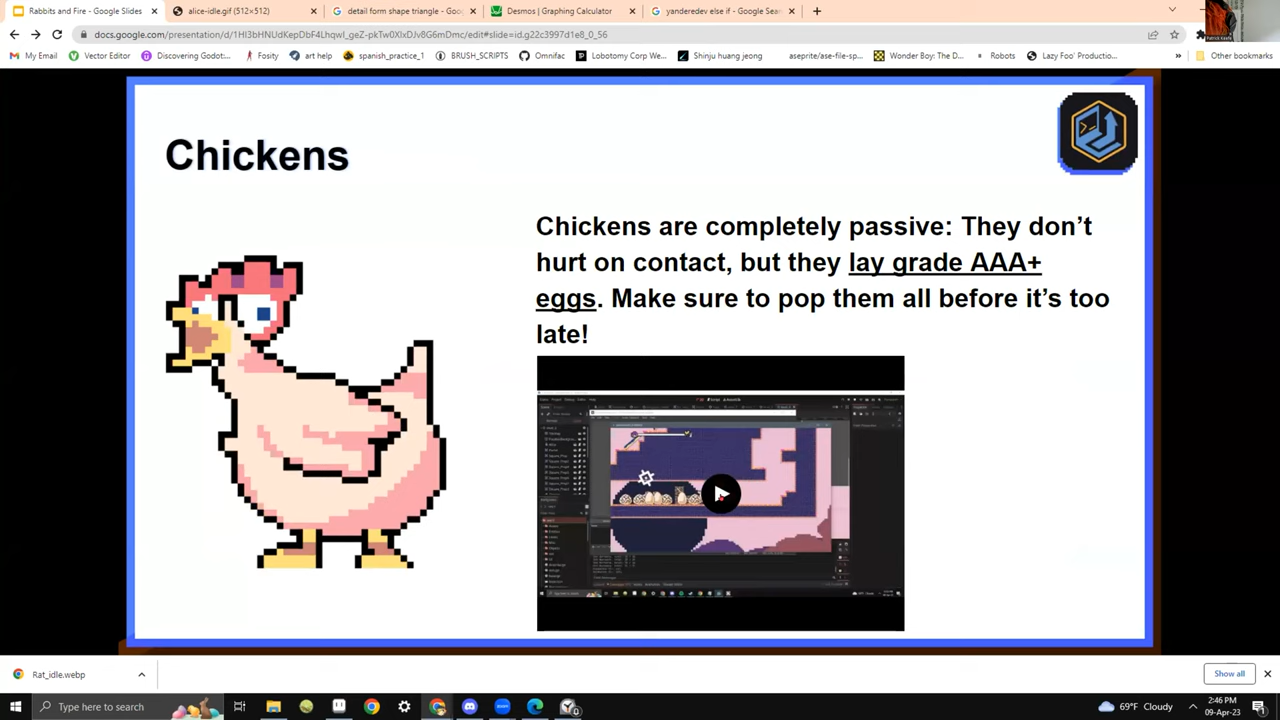 Rabbits and Fire - Google Slides
alice-idle.gif (512×512)
detail form shape triangle - Goog
Desmos | Graphing Calculator
yanderedev else if - Google Sear
docs.google.com/presentation/d/1HI3bHNUdKepDbF4Lhqwl_geZ-pkTw0XlxDJv8G6mDmc/edit#slide=id.g22c3997d1e8_0_56
My Email
Vector Editor
Discovering Godot:...
Fosity
art help
spanish_practice_1
BRUSH_SCRIPTS
Omnifac
Lobotomy Corp We...
Shinju huang jeong
aseprite/ase-file-sp...
Wonder Boy: The D...
Robots
Lazy Foo' Productio...
»
Other bookmarks
Chickens
Chickens are completely passive: They don't
hurt on contact, but they lay grade AAA+
eggs. Make sure to pop them all before it's too
late!
Rat_idle.webp
Show all
Type here to search
69°F Cloudy
2:46 PM
09-Apr-23